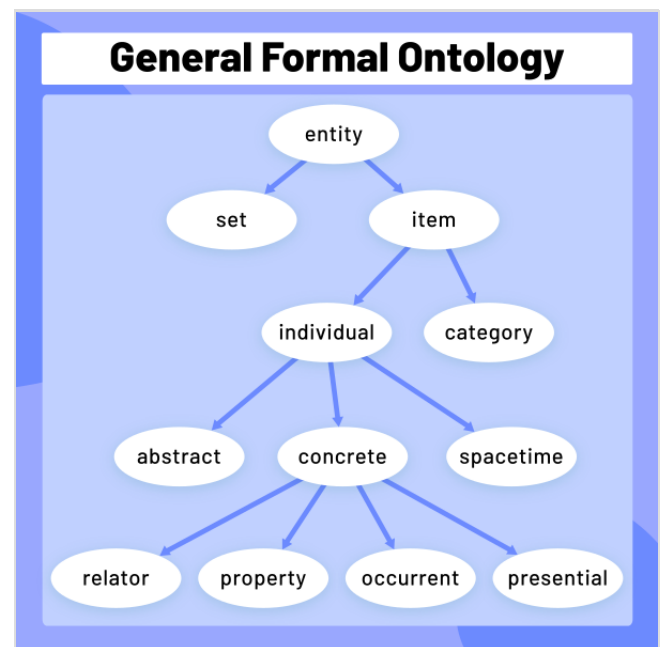 General Formal Ontology
entity
set
item
individual
category
abstract
concrete
spacetime
relator
property
occurrent
presential